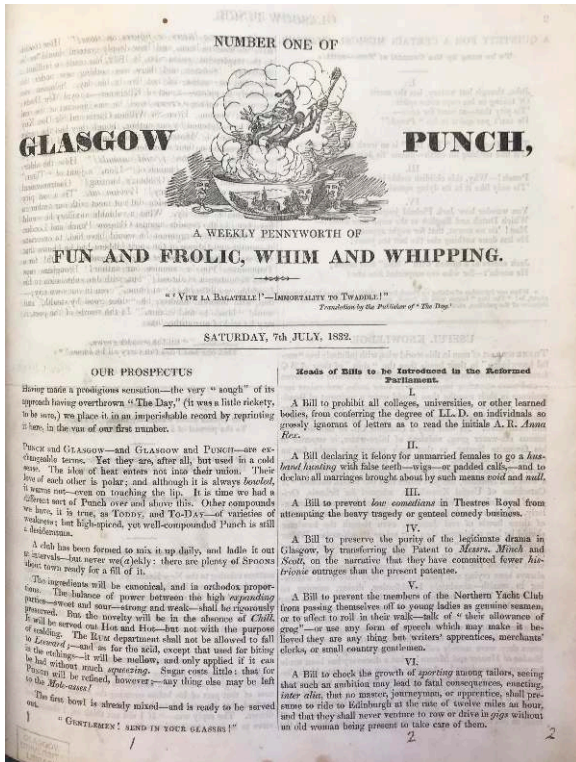 NUMBER ONE OF
GLASGOW PUNCH,
A WEEKLY PENNYWORTH OF
FUN AND FROLIC, WHIM AND WHIPPING.
"'VIVE LA BAGATELLE!'—IMMORTALITY TO TWADDLE!"
Translation by the Publisher of 'The Day.'
SATURDAY, 7th JULY, 1832.
OUR PROSPECTUS
Having made a prodigious sensation—the very "sough" of its
approach having overthrown "The Day," (it was a little rickety,
to be sure,) we place it in an imperishable record by reprinting
it here, in the van of our first number.
PUNCH and GLASGOW—and GLASGOW and PUNCH—are ex-
changeable terms. Yet they are, after all, but used in a cold
sense. The idea of heat enters not into their union. Their
love of each other is polar; and although it is always bowled,
it warms not—even on touching the lip. It is time we had a
different sort of Punch over and above this. Other compounds
we have, it is true, as TODDY, and TO-DAY—of varieties of
weakness; but high-spiced, yet well-compounded Punch is still
a desideratum.
A club has been formed to mix it up daily, and ladle it out
at intervals—but never we(a)ekly: there are plenty of SPOONS
about town ready for a fill of it.
The ingredients will be canonical, and in orthodox propor-
tions. The balance of power between the high expanding
parties—sweet and sour—strong and weak—shall be rigorously
preserved. But the novelty will be in the absence of Chill.
It will be served out Hot and Hot—but not with the purpose
of scalding. The RUM department shall not be allowed to fall
to Leeward;—and as for the acid, except that used for biting
in the etchings—it will be mellow, and only applied if it can
be had without much squeezing. Sugar costs little: that for
PUNCH will be refined, however;—any thing else may be left
to the Mole-asses!
The first bowl is already mixed—and is ready to be served
out.
"GENTLEMEN! SEND IN YOUR GLASSES!"
1
Heads of Bills to be Introduced in the Reformed
Parliament.
I.
A Bill to prohibit all colleges, universities, or other learned
bodies, from conferring the degree of LL. D. on individuals so
grossly ignorant of letters as to read the initials A. R. Anna
Rex.
II.
A Bill declaring it felony for unmarried females to go a hus-
band hunting with false teeth—wigs—or padded calfs,—and to
declare all marriages brought about by such means void and null.
III.
A Bill to prevent low comedians in Theatres Royal from
attempting the heavy tragedy or genteel comedy business.
IV.
A Bill to preserve the purity of the legitimate drama in
Glasgow, by transferring the Patent to Messrs. Minch and
Scott, on the narrative that they have committed fewer his-
trionic outrages than the present patentee.
V.
A Bill to prevent the members of the Northern Yacht Club
from passing themselves off to young ladies as genuine seamen,
or to affect to roll in their walk—talk of "their allowance of
greg"—or use any form of speech which may make it be-
lieved they are any thing but writers' apprentices, merchants'
clocks, or small country gentlemen.
VI.
A Bill to check the growth of sporting among tailors, seeing
that such an ambition may lead to fatal consequences, enacting,
inter alia, that no master, journeyman, or apprentice, shall pre-
sume to ride to Edinburgh at the rate of twelve miles an hour,
and that they shall never venture to row or drive in gigs without
an old woman being present to take care of them.
2
2